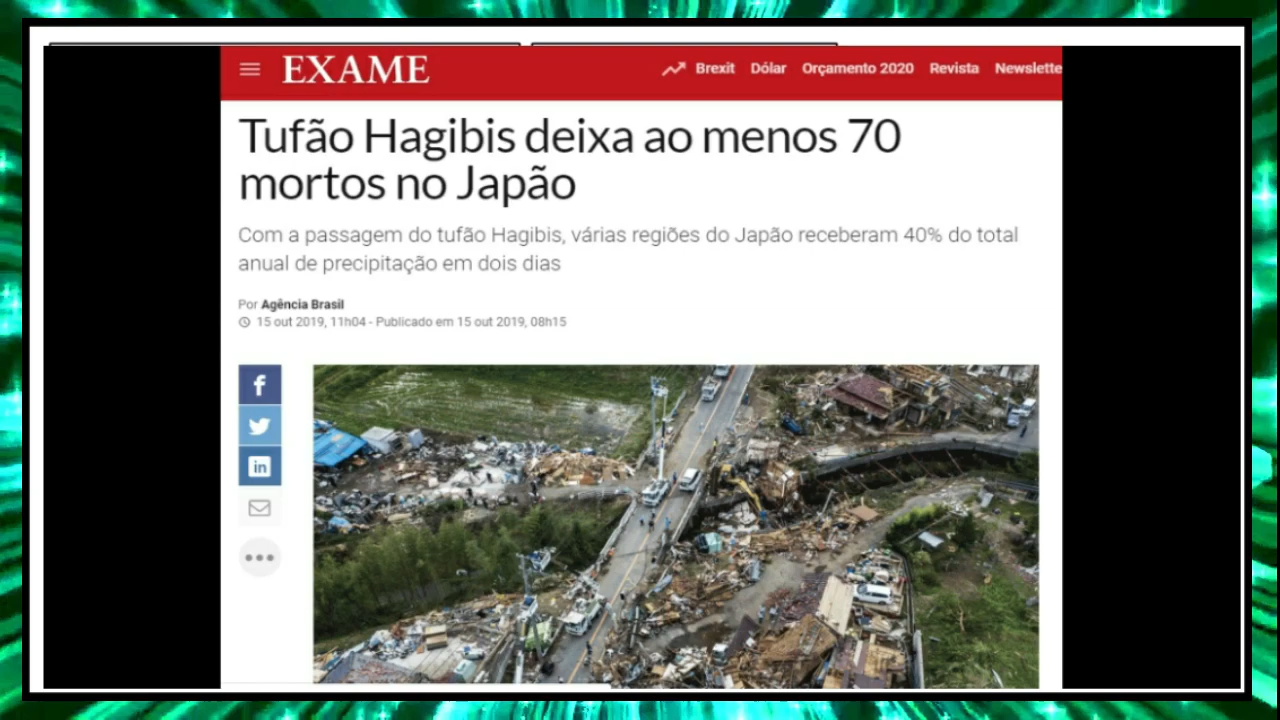 EXAME
Brexit Dólar Orçamento 2020 Revista Newslette
Tufão Hagibis deixa ao menos 70
mortos no Japão
Com a passagem do tufão Hagibis, várias regiões do Japão receberam 40% do total
anual de precipitação em dois dias
Por Agência Brasil
15 out 2019, 11h04 - Publicado em 15 out 2019, 08h15
f
in